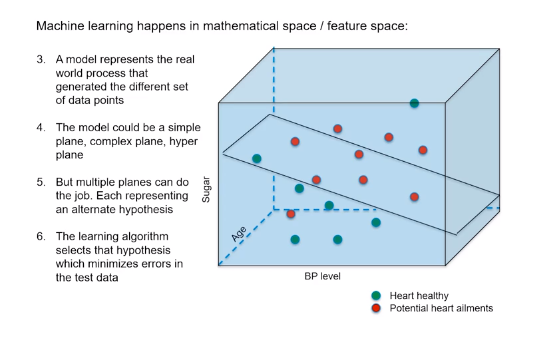 Machine learning happens in mathematical space / feature space:
3. A model represents the real
world process that
generated the different set
of data points
4. The model could be a simple
plane, complex plane, hyper
plane
5. But multiple planes can do
the job. Each representing
an alternate hypothesis
6. The learning algorithm
selects that hypothesis
which minimizes errors in
the test data
Sugar
Age
BP level
Heart healthy
Potential heart ailments